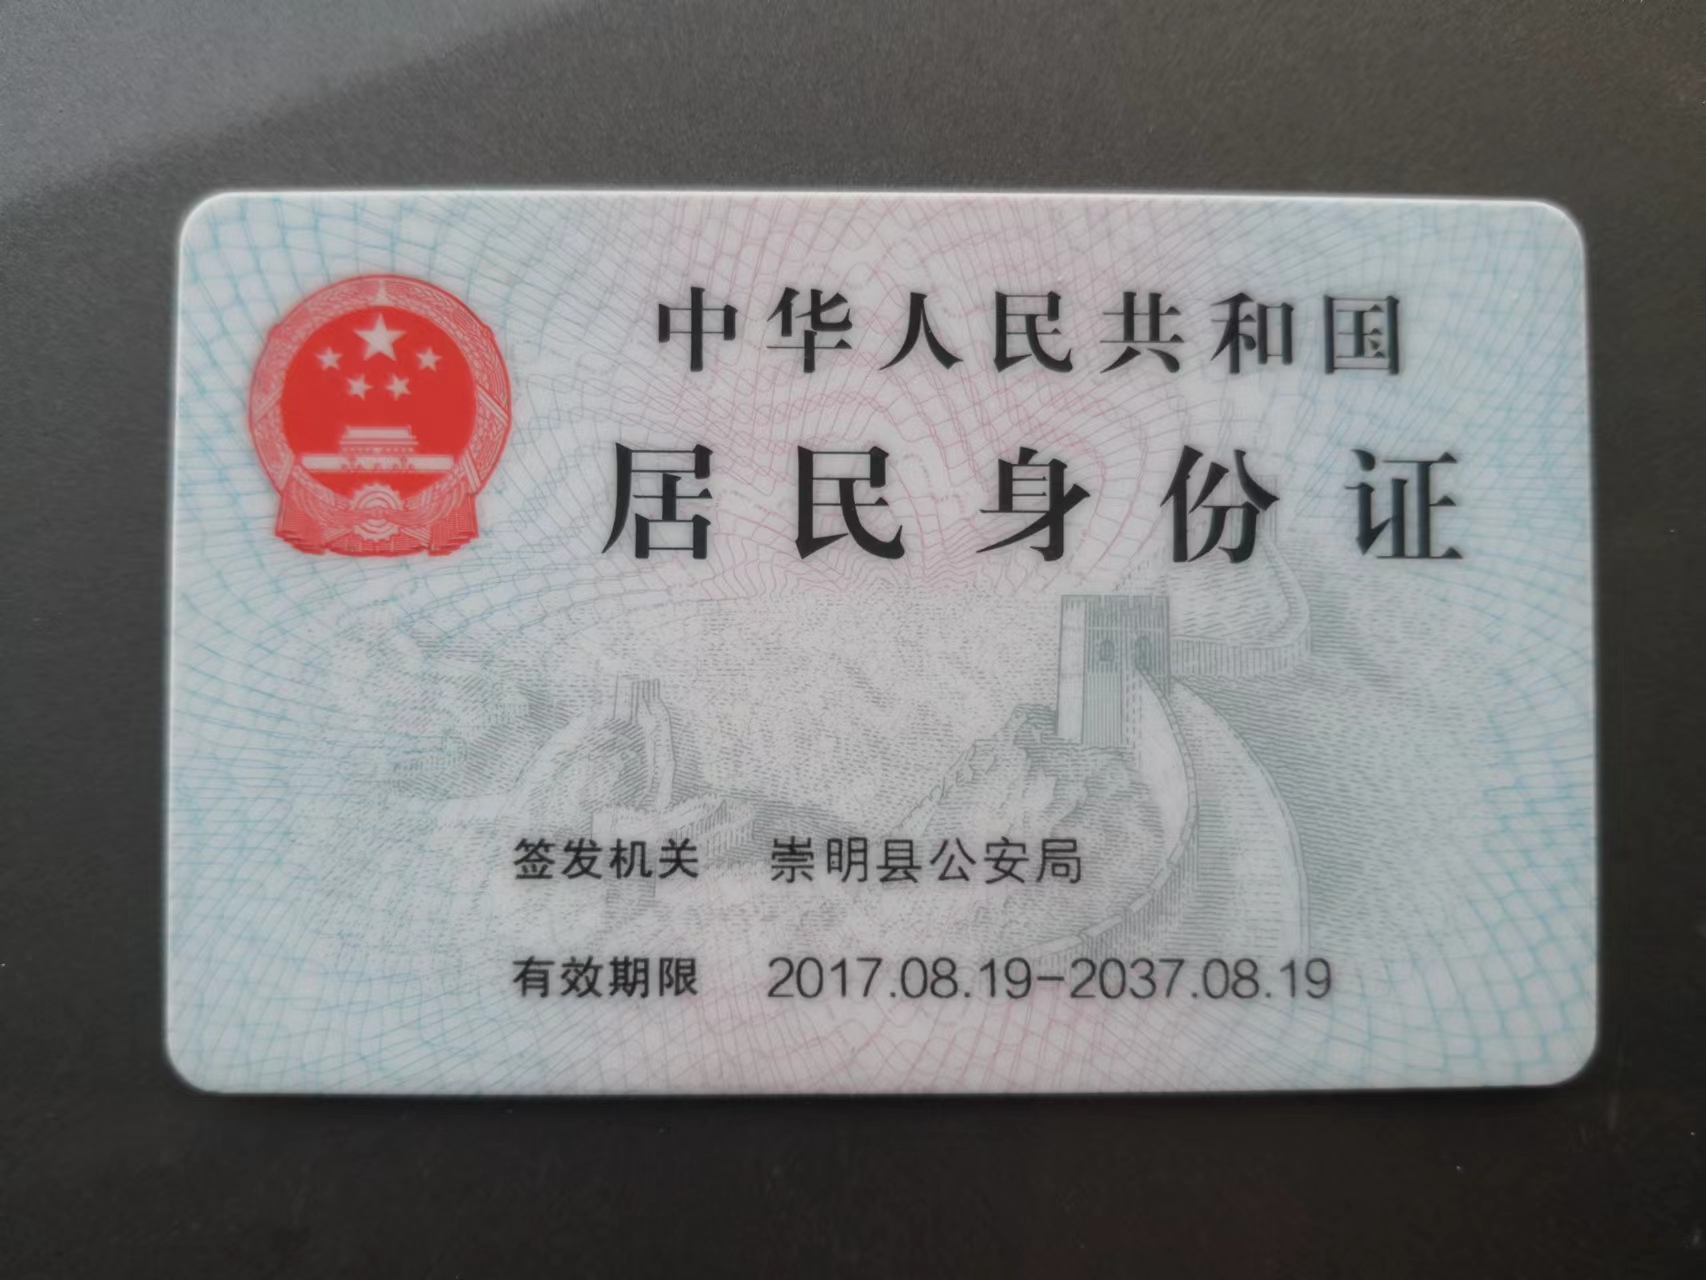 中华人民共和国
居民身份证
签发机关 崇明县公安局
有效期限 2017.08.19-2037.08.19